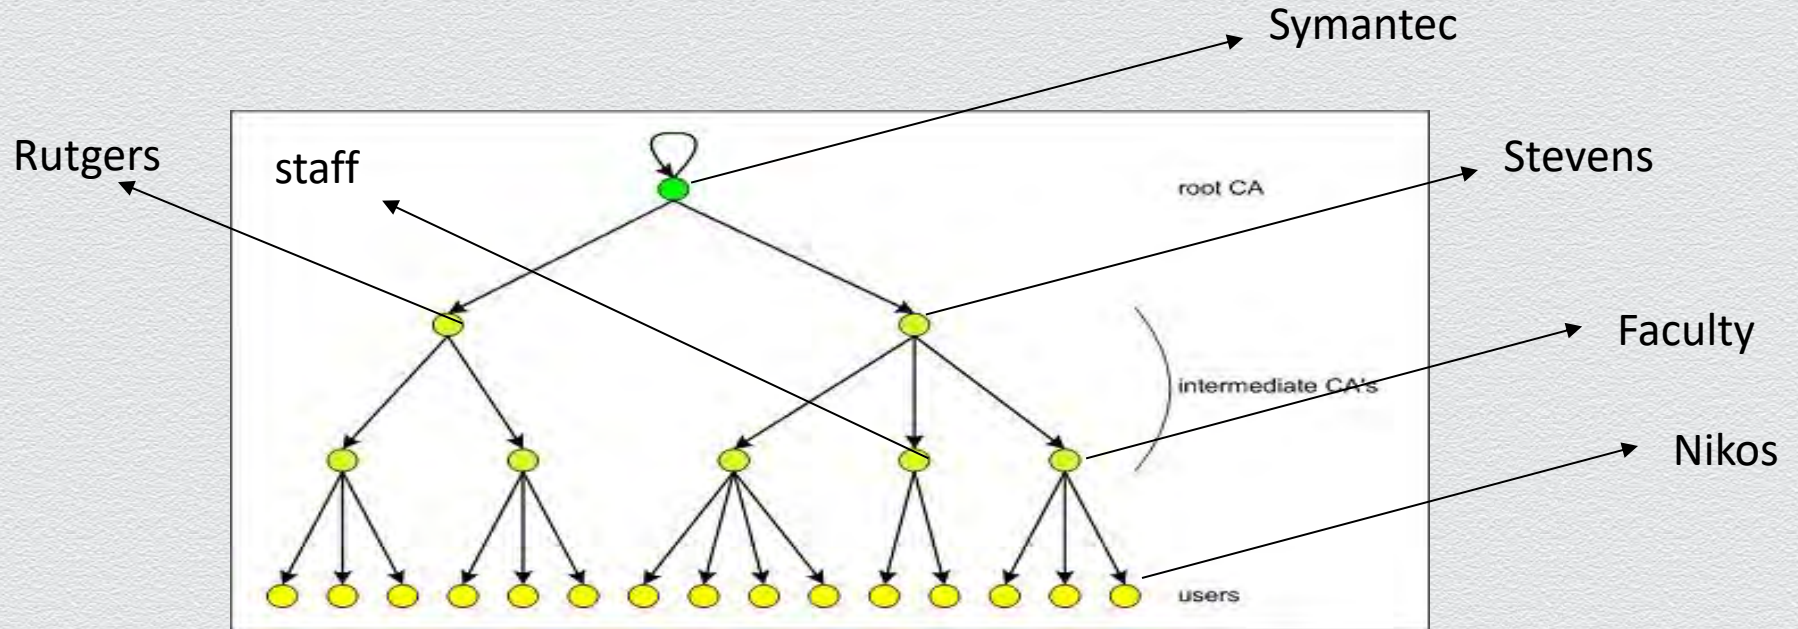 Symantec
Rutgers
staff
Stevens
root CA
Faculty
intermediate CA's
Nikos
users